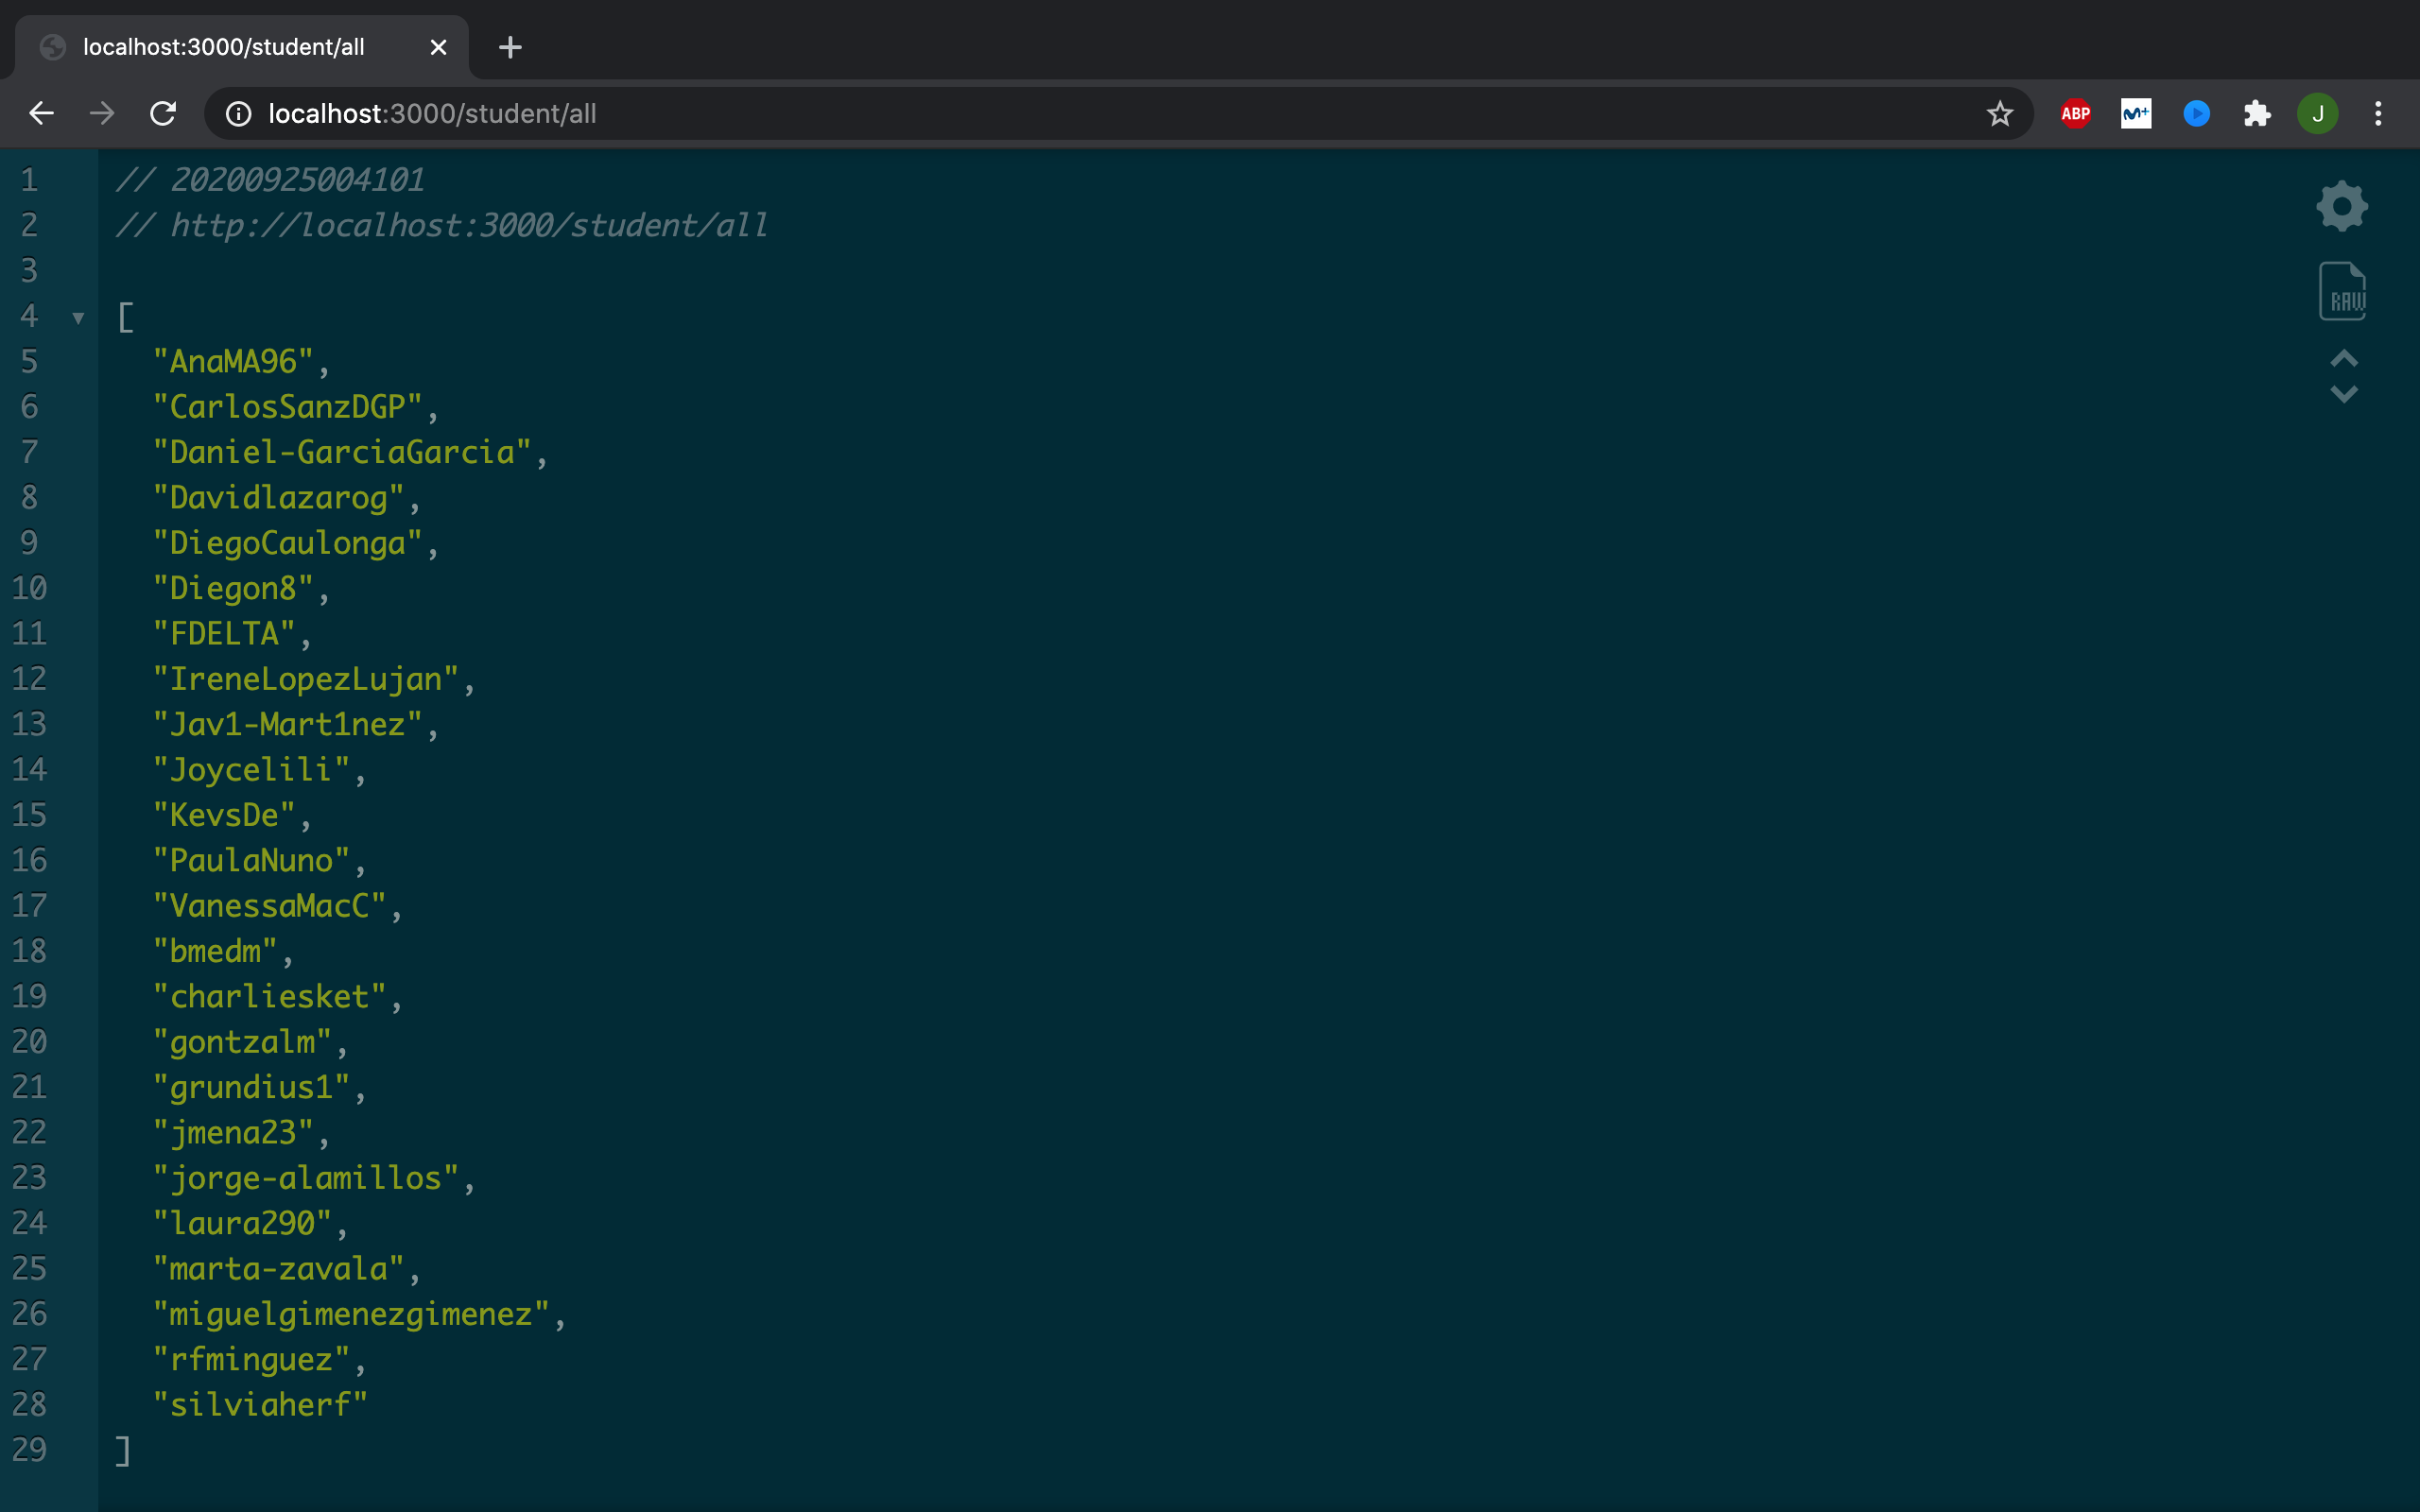 localhost:3000/student/all
localhost:3000/student/all
ABP
J
1 // 20200925004101
2 // http://localhost:3000/student/all
3
4 [
5 "AnaMA96",
6 "CarlosSanzDGP",
7 "Daniel-GarciaGarcia",
8 "Davidlazarog",
9 "DiegoCaulonga",
10 "Diegon8",
11 "FDELTA",
12 "IreneLopezLujan",
13 "Jav1-Mart1nez",
14 "Joycelili",
15 "KevsDe",
16 "PaulaNuno",
17 "VanessaMacC",
18 "bmedm",
19 "charliesket",
20 "gontzalm",
21 "grundius1",
22 "jmena23",
23 "jorge-alamillos",
24 "laura290",
25 "marta-zavala",
26 "miguelgimenezgimenez",
27 "rfminguez",
28 "silviaherf"
29 ]
RAW